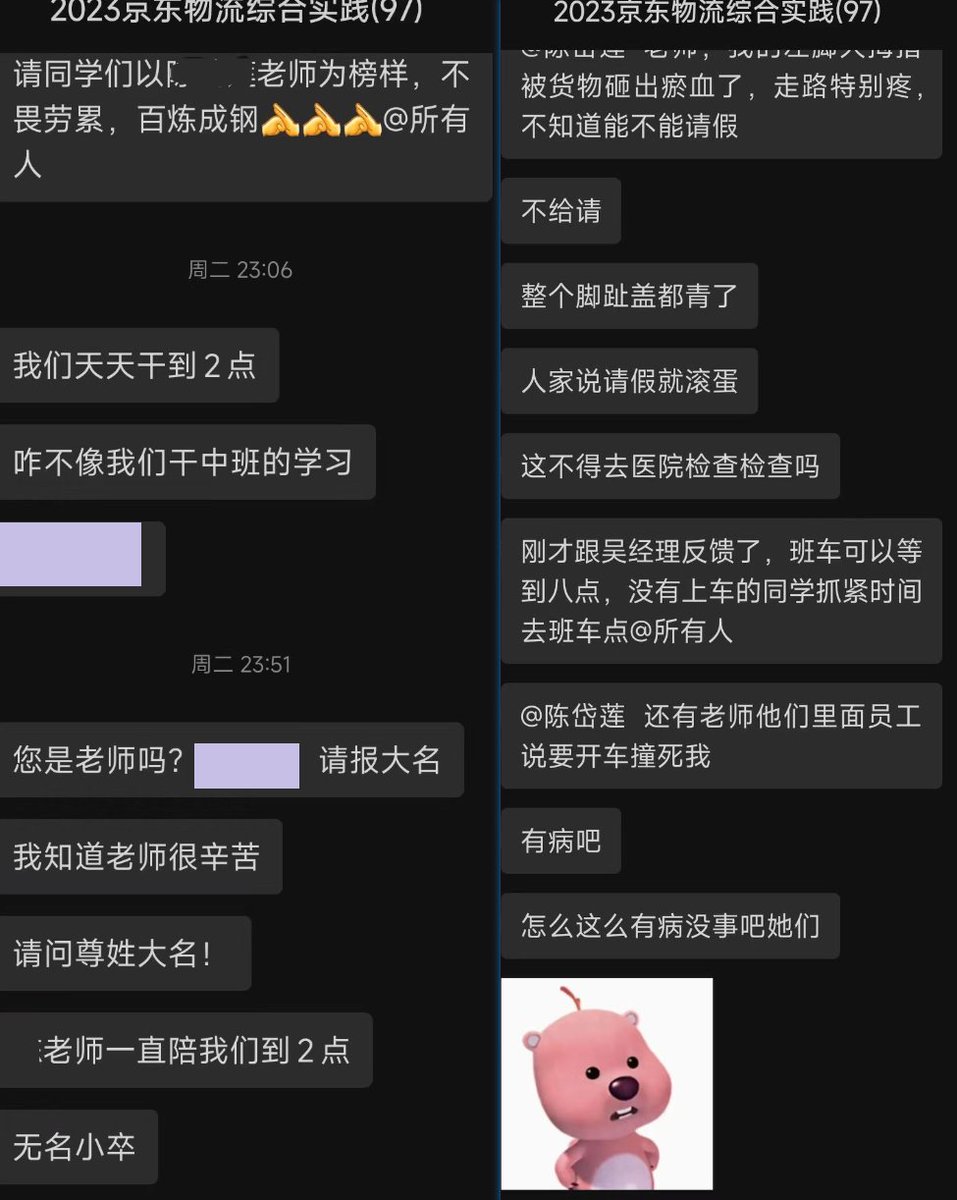 2023京东物流综合实践(97)
请同学们以 老师为榜样，不
畏劳累，百炼成钢@所有
人
周二 23:06
我们天天干到2点
咋不像我们干中班的学习
周二 23:51
您是老师吗？ 请报大名
我知道老师很辛苦
请问尊姓大名！
老师一直陪我们到2点
无名小卒
2023京东物流综合实践(97)
@陈岱莲 老师，我的左脚大拇指
被货物砸出瘀血了，走路特别疼，
不知道能不能请假
不给请
整个脚趾盖都青了
人家说请假就滚蛋
这不得去医院检查检查吗
刚才跟吴经理反馈了，班车可以等
到八点，没有上车的同学抓紧时间
去班车点@所有人
@陈岱莲 还有老师他们里面员工
说要开车撞死我
有病吧
怎么这么有病没事吧她们